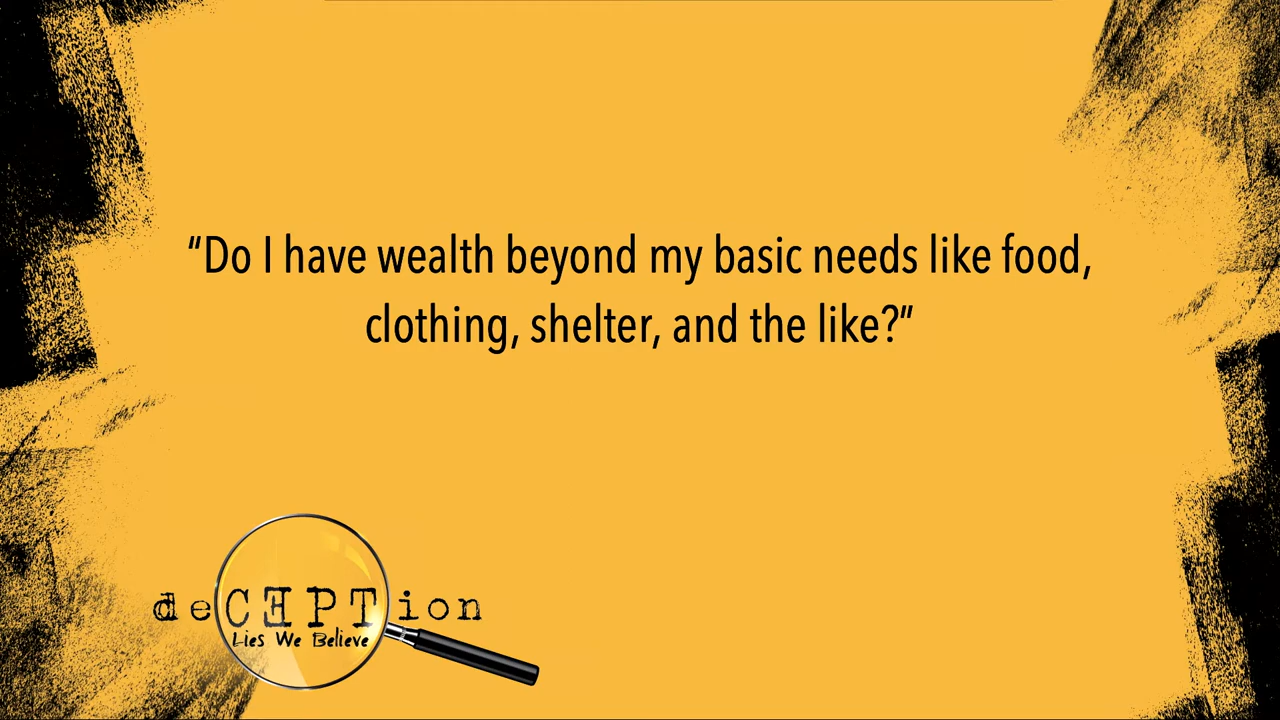 "Do I have wealth beyond my basic needs like food,
clothing, shelter, and the like?"
deCEPTion
Lies We Believe